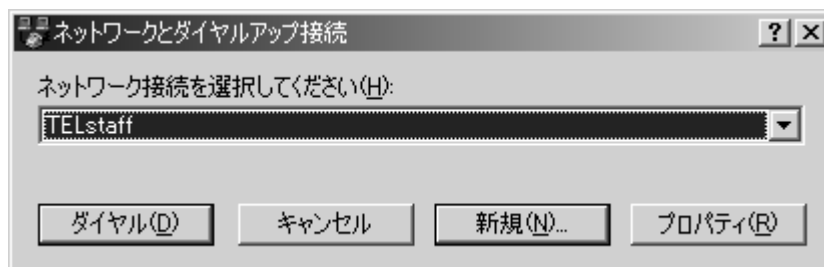 ネットワークとダイヤルアップ接続
ネットワーク接続を選択してください(H):
TELstaff
ダイヤル(D) キャンセル 新規(N)... プロパティ(R)